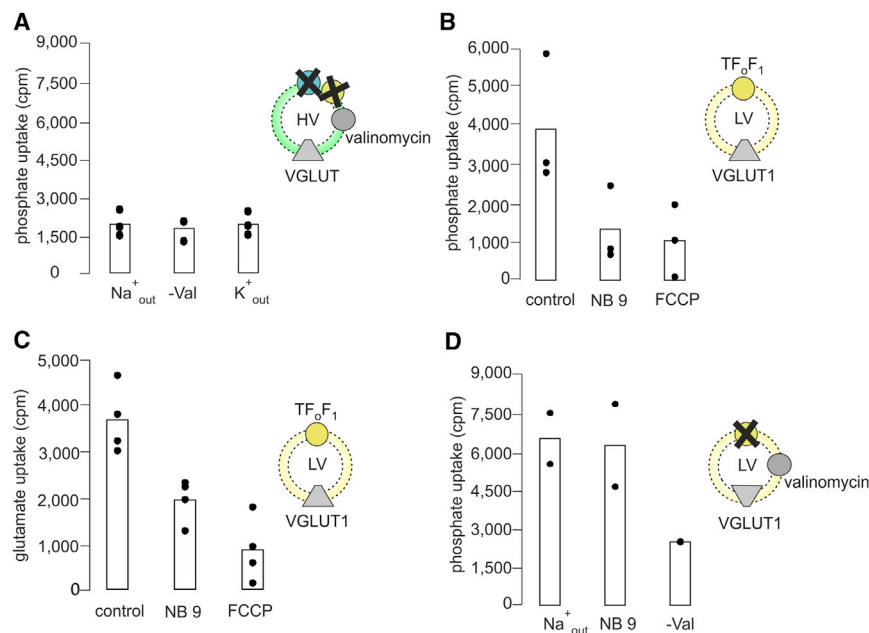 A
phosphate uptake (cpm)
9,000
7,500
6,000
4,500
3,000
1,500
0
Na⁺out
-Val
K⁺out
HV
valinomycin
VGLUT
B
phosphate uptake (cpm)
6,000
5,000
4,000
3,000
2,000
1,000
0
control
NB 9
FCCP
TFₒF₁
LV
VGLUT1
C
glutamate uptake (cpm)
5,000
4,000
3,000
2,000
1,000
0
control
NB 9
FCCP
TFₒF₁
LV
VGLUT1
D
phosphate uptake (cpm)
9,000
7,500
6,000
4,500
3,000
1,500
0
Na⁺out
NB 9
-Val
LV
valinomycin
VGLUT1